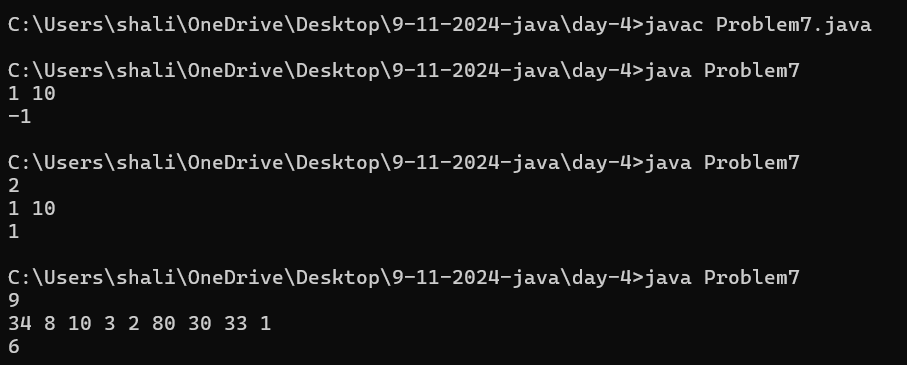 C:\Users\shali\OneDrive\Desktop\9-11-2024-java\day-4>javac Problem7.java
C:\Users\shali\OneDrive\Desktop\9-11-2024-java\day-4>java Problem7
1 10
-1
C:\Users\shali\OneDrive\Desktop\9-11-2024-java\day-4>java Problem7
2
1 10
1
C:\Users\shali\OneDrive\Desktop\9-11-2024-java\day-4>java Problem7
9
34 8 10 3 2 80 30 33 1
6